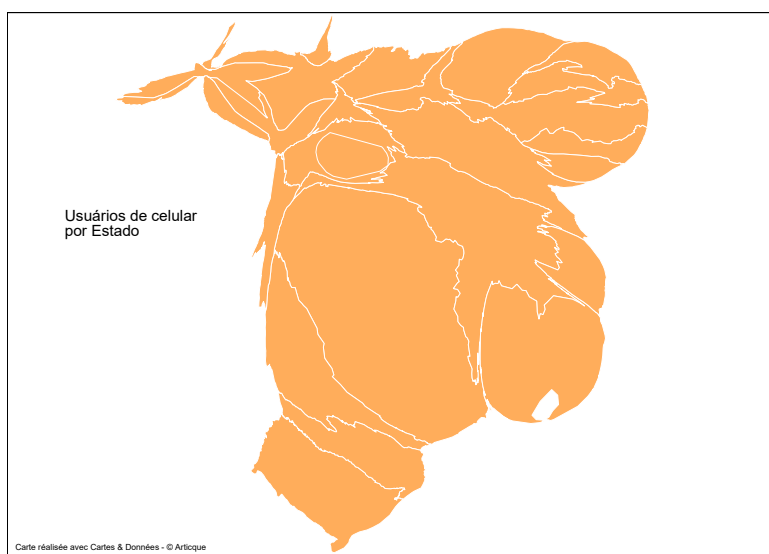 Usuários de celular
por Estado
Carte réalisée avec Cartes & Données - © Articque